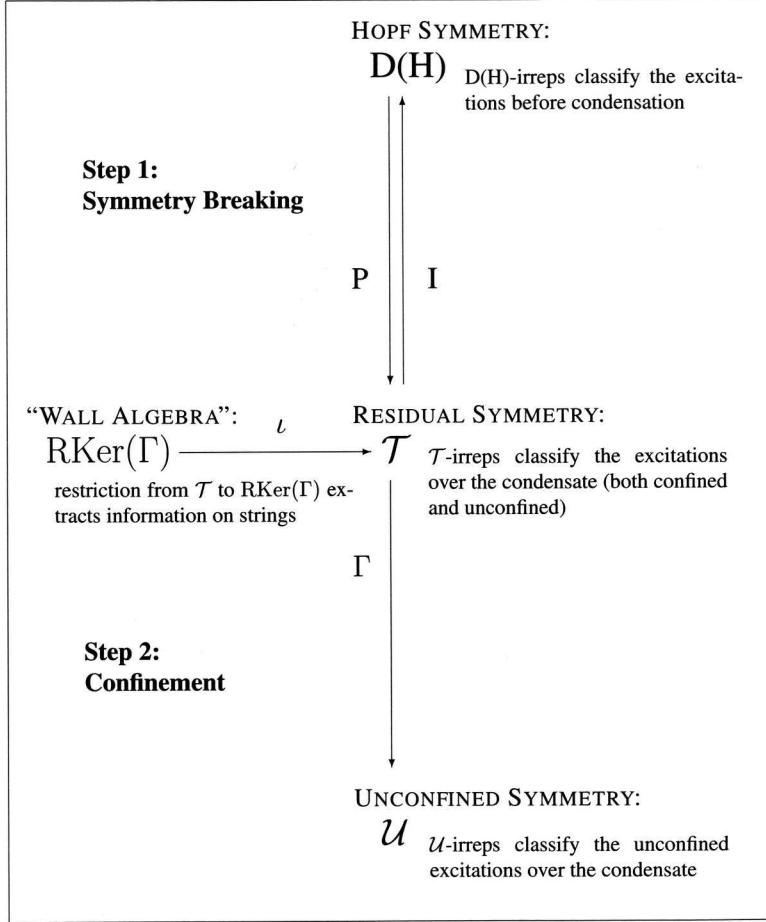 HOPF SYMMETRY:
D(H) D(H)-irreps classify the excita-
tions before condensation
Step 1:
Symmetry Breaking
P I
“WALL ALGEBRA”:
RKer(Γ)
restriction from 𝒯 to RKer(Γ) ex-
tracts information on strings
ι
RESIDUAL SYMMETRY:
𝒯 𝒯-irreps classify the excitations
over the condensate (both confined
and unconfined)
Γ
Step 2:
Confinement
UNCONFINED SYMMETRY:
𝒰 𝒰-irreps classify the unconfined
excitations over the condensate